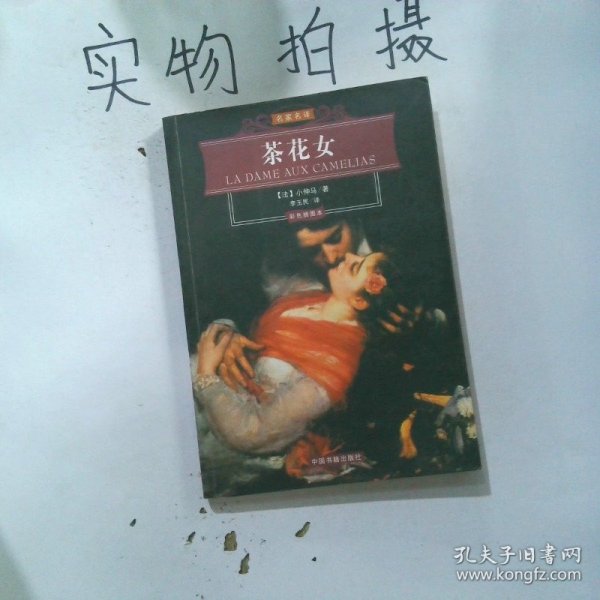 实物拍摄
名家名译
茶花女
LA DAME AUX CAMELIAS
【法】小仲马/著
李玉民/译
彩色插图本
中国书籍出版社
孔夫子旧书网
www.kongfz.com